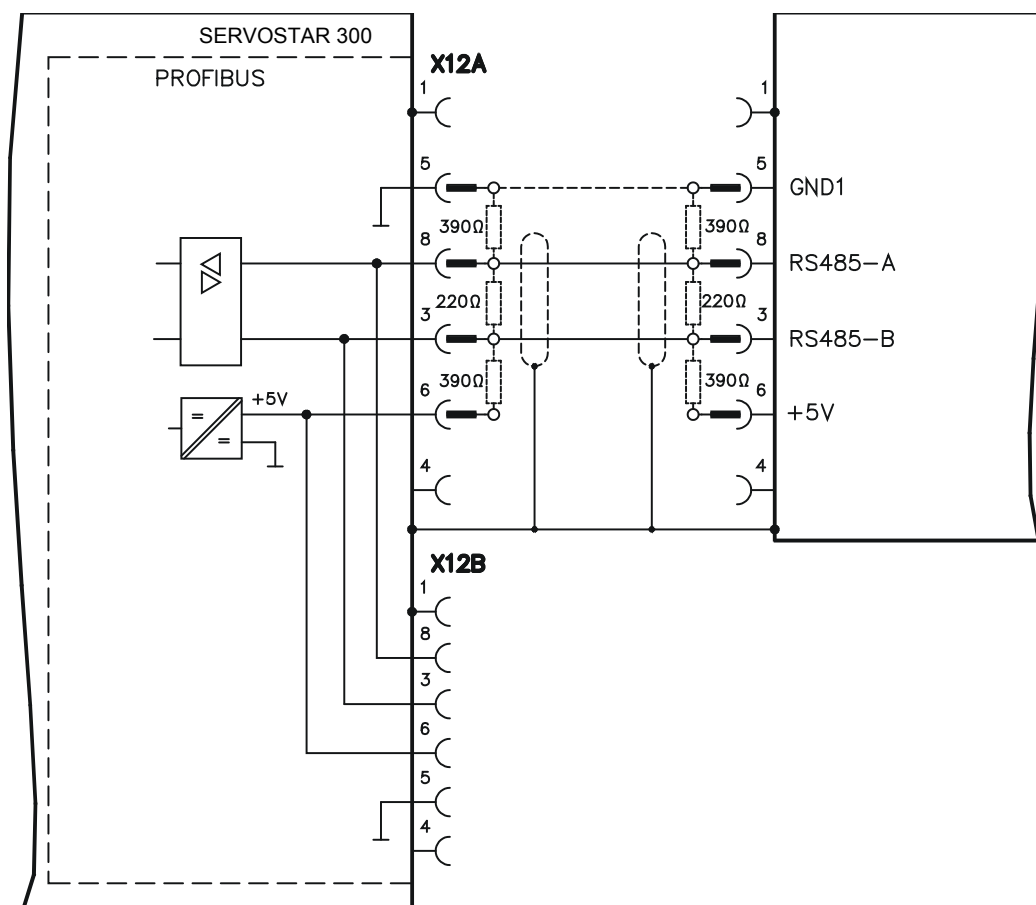 SERVOSTAR 300
PROFIBUS
X12A
1 1
5 5 GND1
390Ω 390Ω
8 8 RS485-A
220Ω 220Ω
3 3 RS485-B
390Ω 390Ω
+5V 6 6 +5V
=
=
4 4
X12B
1
8
3
6
5
4